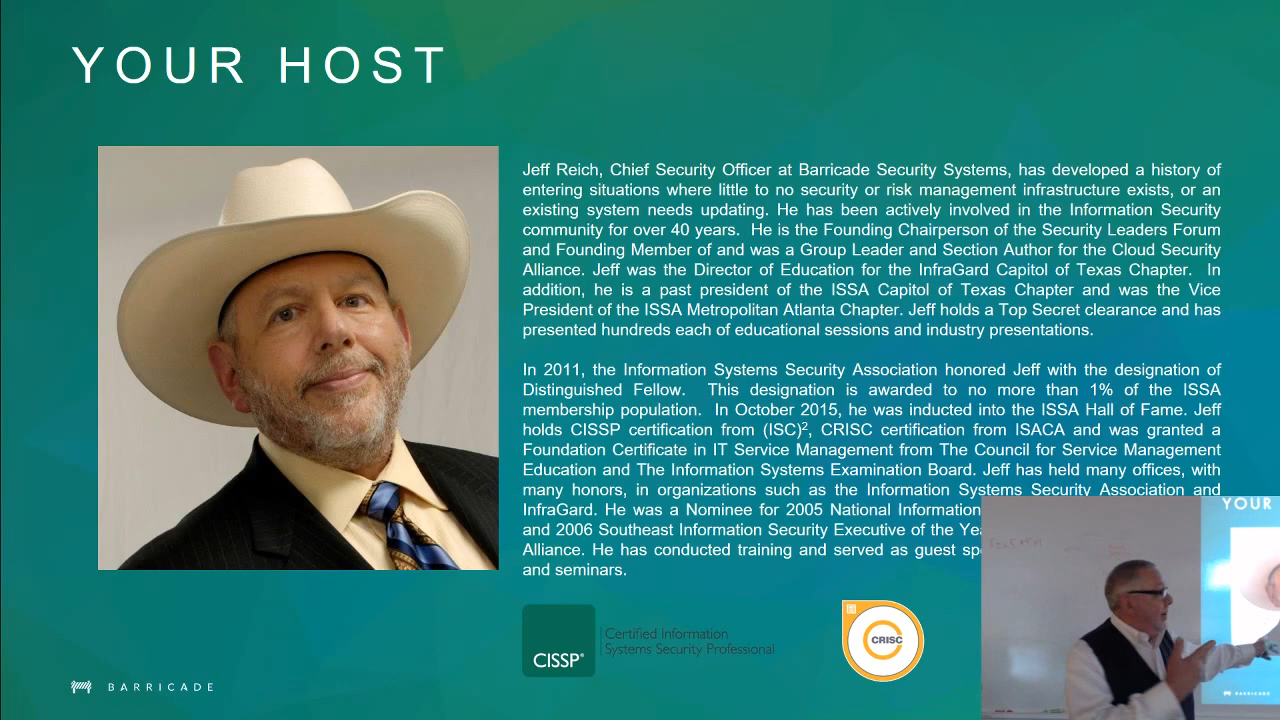 YOUR HOST
Jeff Reich, Chief Security Officer at Barricade Security Systems, has developed a history of
entering situations where little to no security or risk management infrastructure exists, or an
existing system needs updating. He has been actively involved in the Information Security
community for over 40 years. He is the Founding Chairperson of the Security Leaders Forum
and Founding Member of and was a Group Leader and Section Author for the Cloud Security
Alliance. Jeff was the Director of Education for the InfraGard Capitol of Texas Chapter. In
addition, he is a past president of the ISSA Capitol of Texas Chapter and was the Vice
President of the ISSA Metropolitan Atlanta Chapter. Jeff holds a Top Secret clearance and has
presented hundreds each of educational sessions and industry presentations.
In 2011, the Information Systems Security Association honored Jeff with the designation of
Distinguished Fellow. This designation is awarded to no more than 1% of the ISSA
membership population. In October 2015, he was inducted into the ISSA Hall of Fame. Jeff
holds CISSP certification from (ISC)², CRISC certification from ISACA and was granted a
Foundation Certificate in IT Service Management from The Council for Service Management
Education and The Information Systems Examination Board. Jeff has held many offices, with
many honors, in organizations such as the Information Systems Security Association and
InfraGard. He was a Nominee for 2005 National Information
and 2006 Southeast Information Security Executive of the Yea
Alliance. He has conducted training and served as guest sp
and seminars.
YOUR
CISSP®
Certified Information
Systems Security Professional
CRISC
BARRICADE
BARRICADE